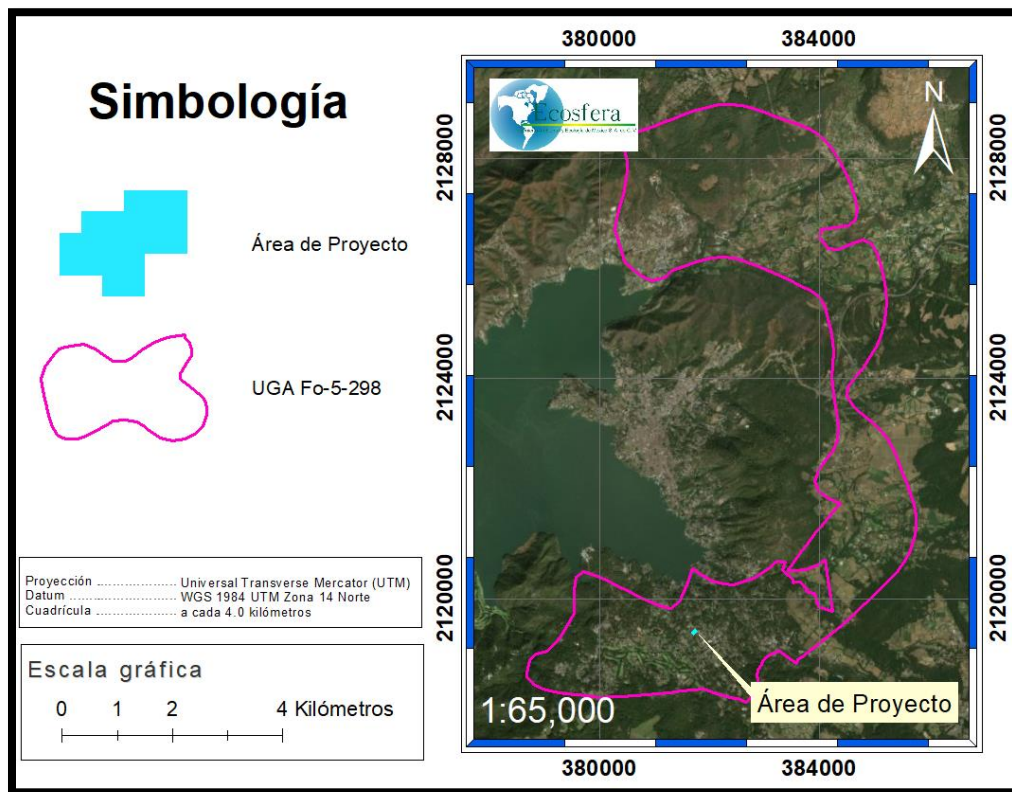 Simbología
Área de Proyecto
UGA Fo-5-298
Proyección ........................ Universal Transverse Mercator (UTM)
Datum ........................ WGS 1984 UTM Zona 14 Norte
Cuadrícula ........................ a cada 4.0 kilómetros
Escala gráfica
0 1 2 4 Kilómetros
380000 384000
Ecosfera
N
2128000 2128000
2124000 2124000
2120000 2120000
1:65,000
Área de Proyecto
380000 384000